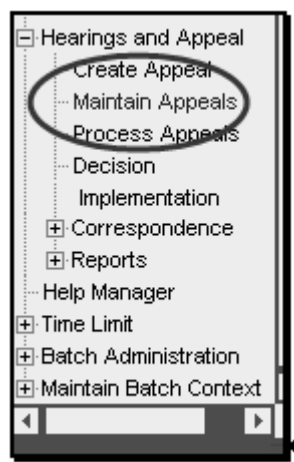 Hearings and Appeal
Create Appeal
Maintain Appeals
Process Appeals
Decision
Implementation
Correspondence
Reports
Help Manager
Time Limit
Batch Administration
Maintain Batch Context